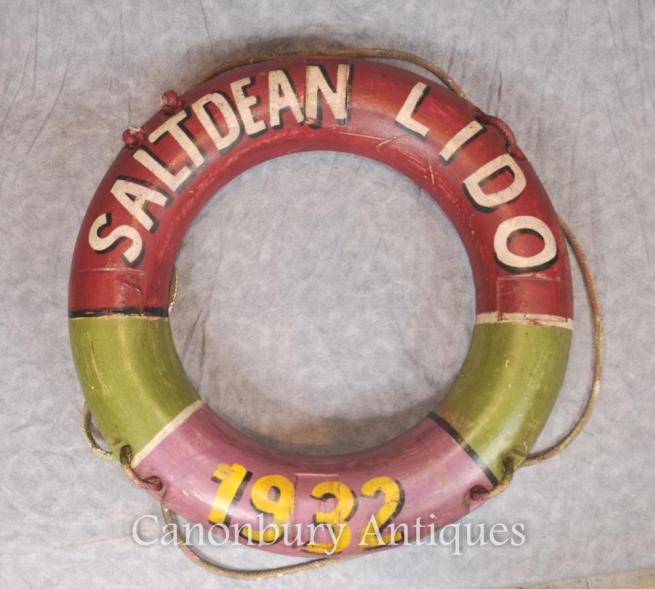 SALTDEAN LIDO
1932
Canonbury Antiques